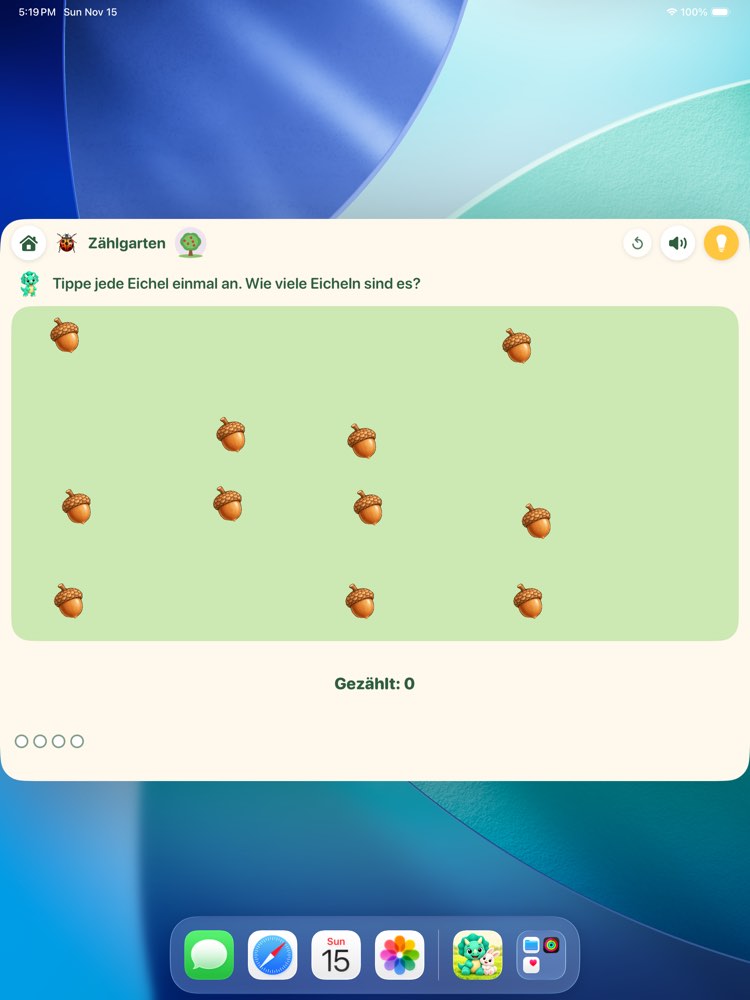 5:19 PM Sun Nov 15
100%
Zählgarten
Tippe jede Eichel einmal an. Wie viele Eicheln sind es?
Gezählt: 0
Sun
15